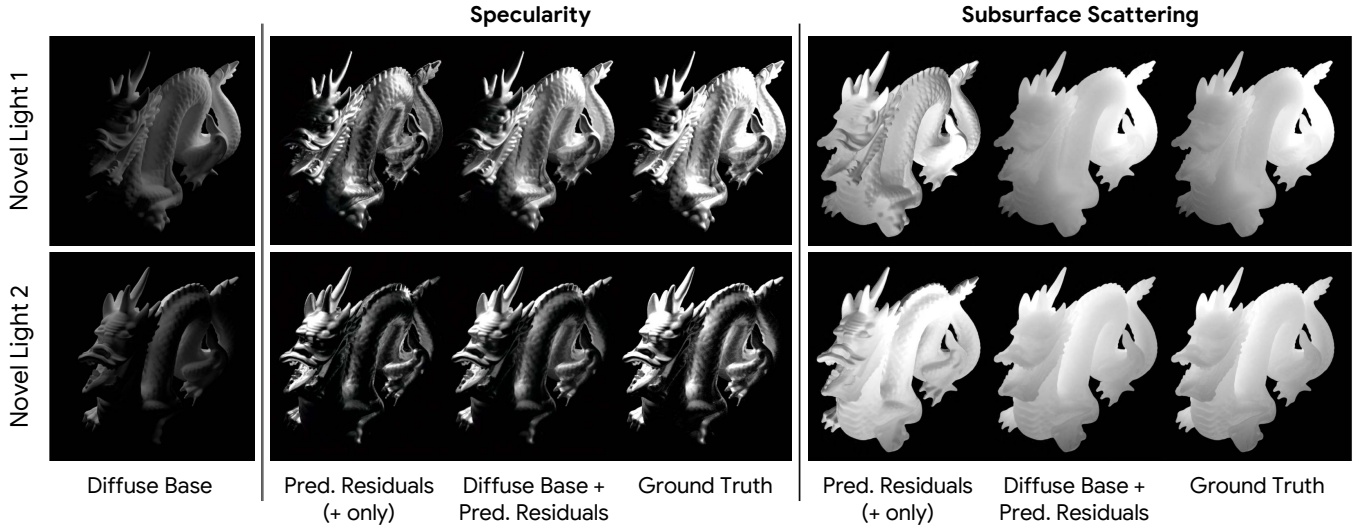 Specularity
Subsurface Scattering
Novel Light 1
Novel Light 2
Diffuse Base
Pred. Residuals
(+ only)
Diffuse Base +
Pred. Residuals
Ground Truth
Pred. Residuals
(+ only)
Diffuse Base +
Pred. Residuals
Ground Truth